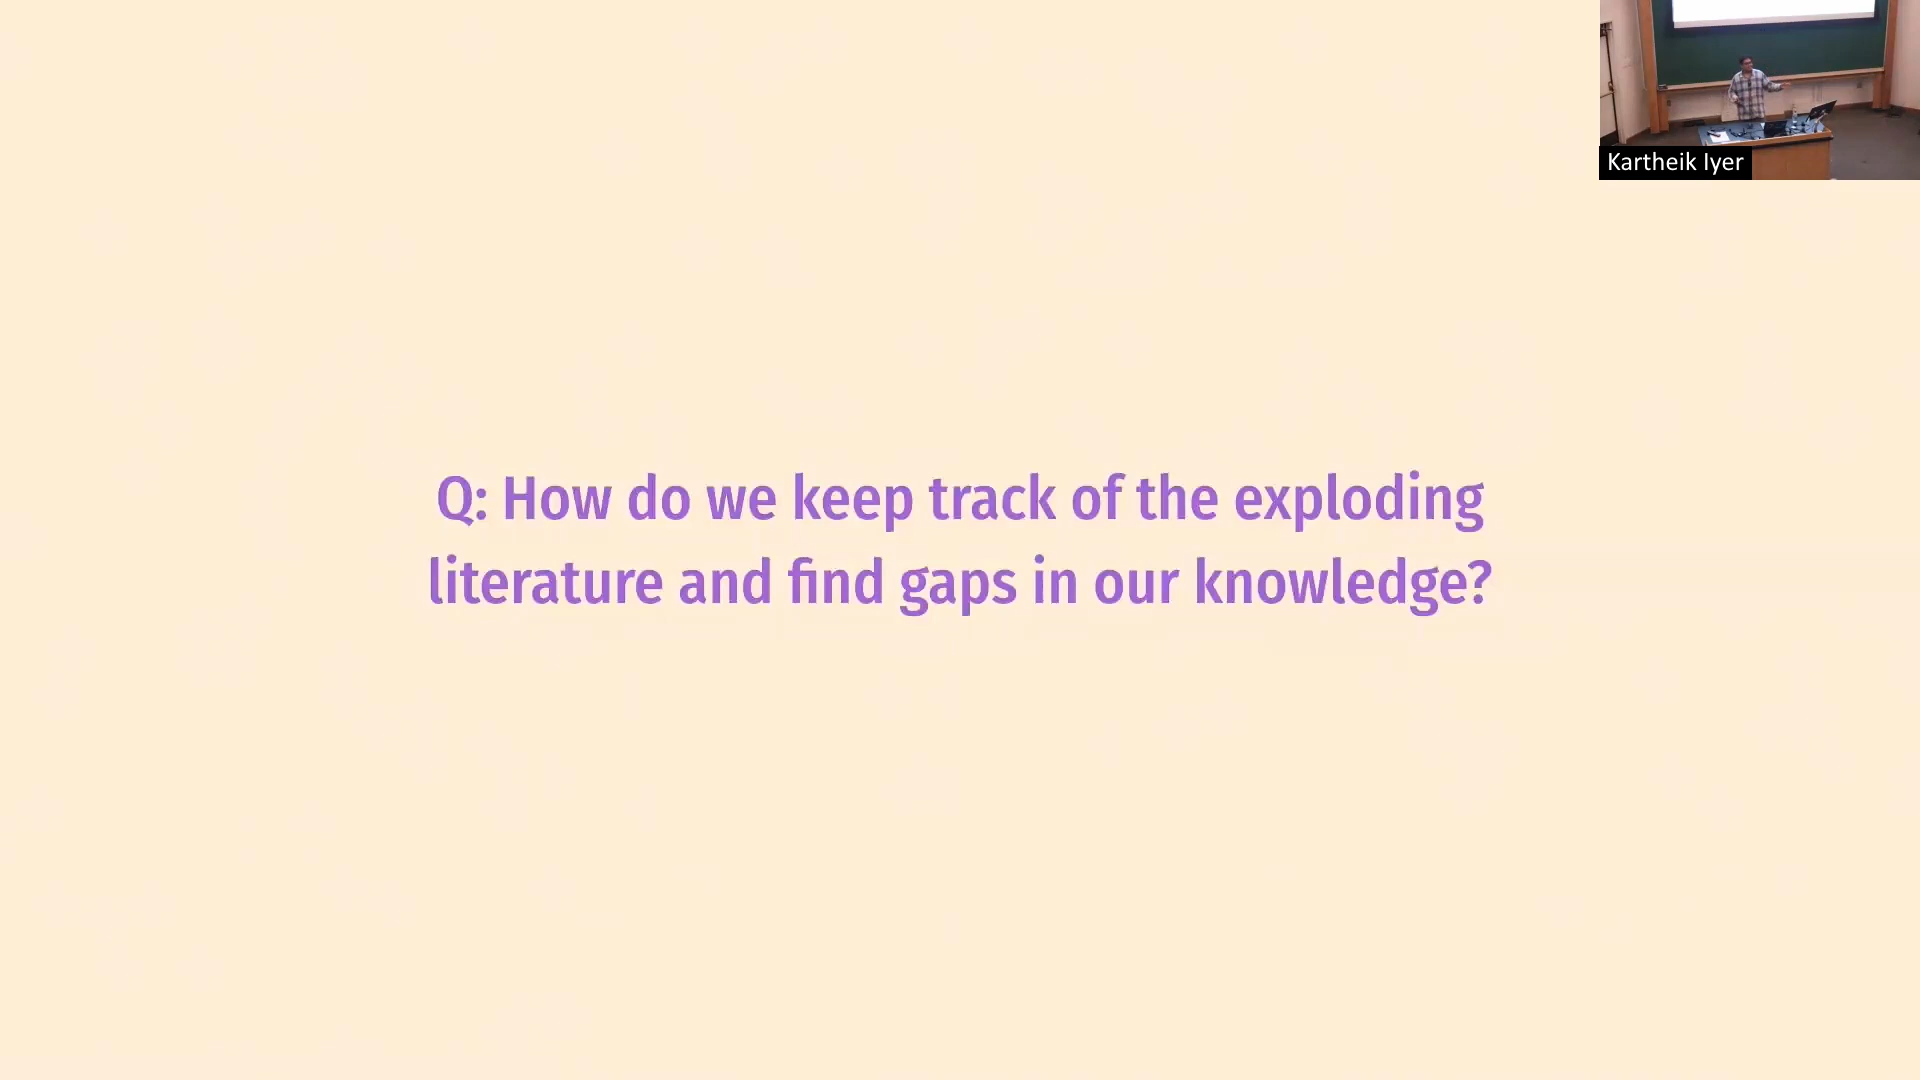 Kartheik Iyer
Q: How do we keep track of the exploding
literature and find gaps in our knowledge?